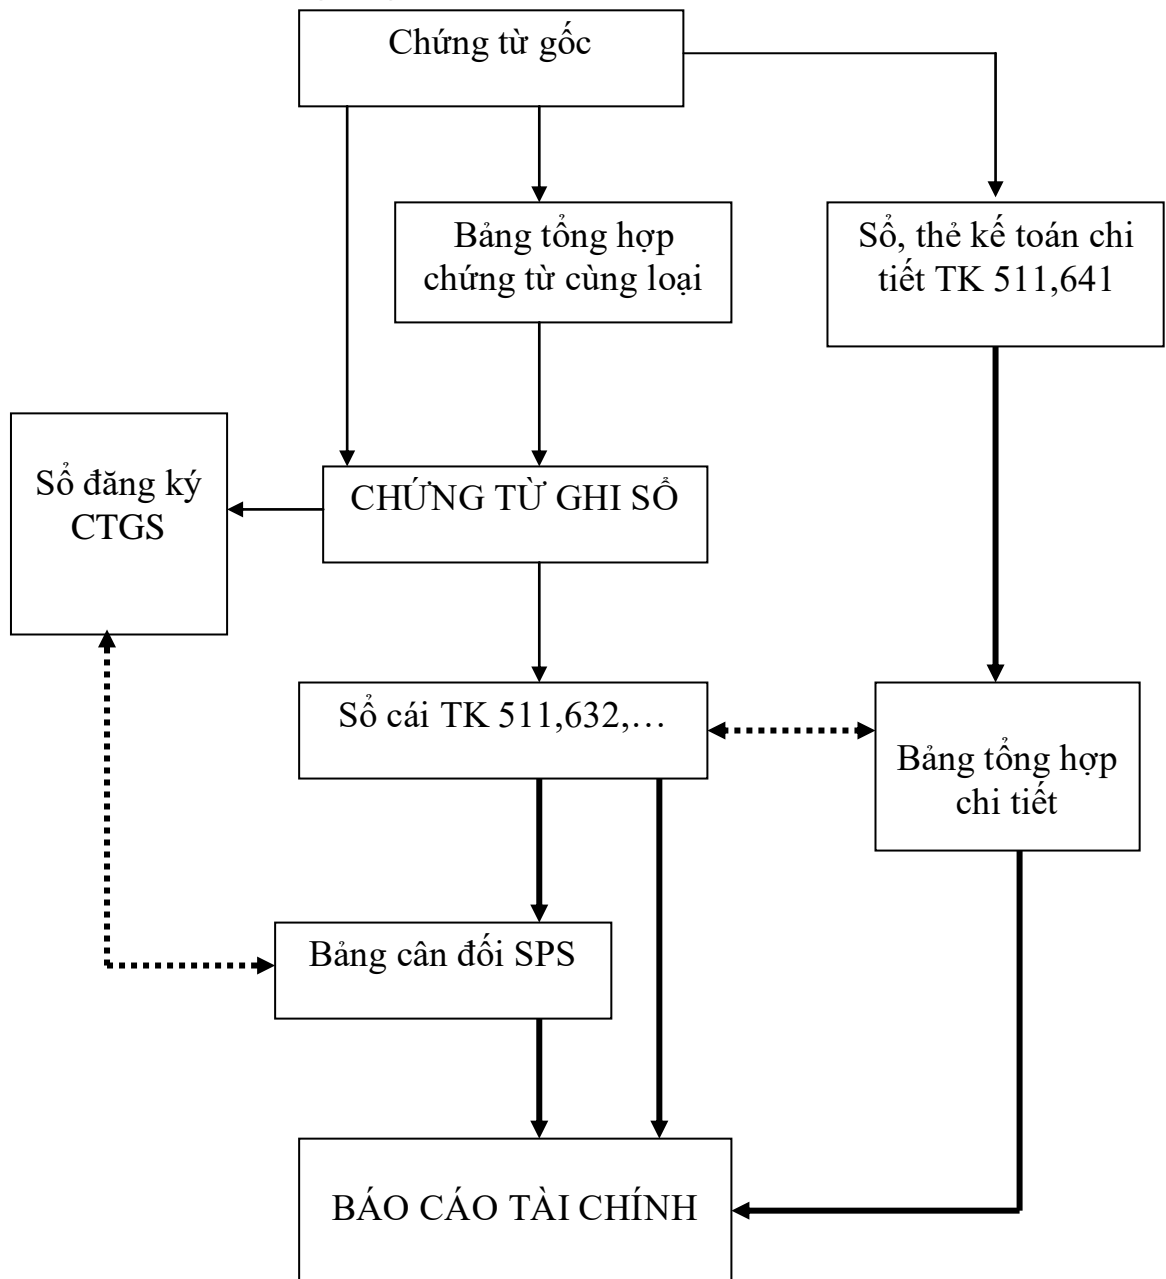 Chứng từ gốc
Bảng tổng hợp
chứng từ cùng loại
Sổ, thẻ kế toán chi
tiết TK 511,641
Sổ đăng ký
CTGS
CHỨNG TỪ GHI SỔ
Sổ cái TK 511,632,…
Bảng tổng hợp
chi tiết
Bảng cân đối SPS
BÁO CÁO TÀI CHÍNH